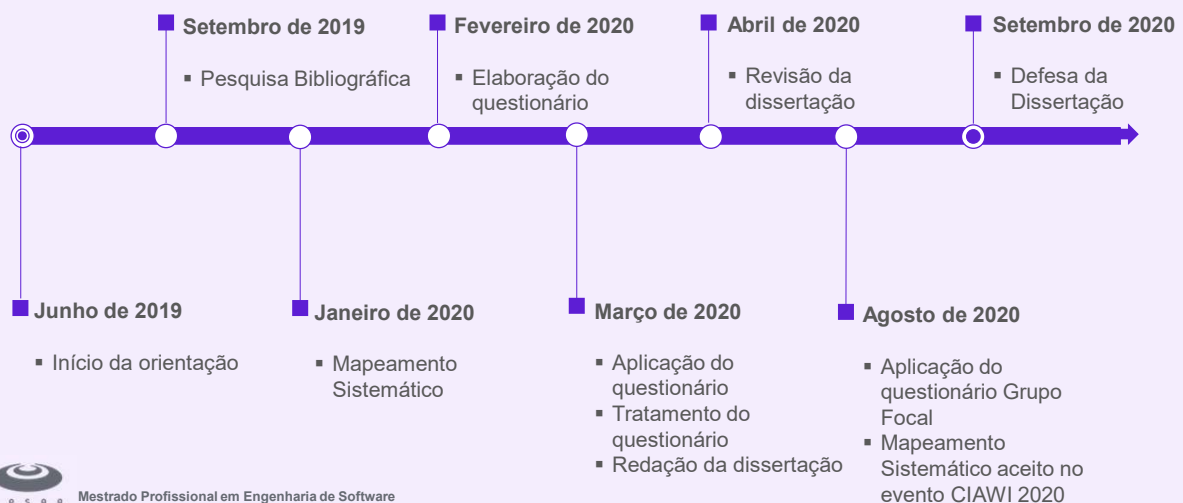 Setembro de 2019
▪ Pesquisa Bibliográfica
Fevereiro de 2020
▪ Elaboração do
questionário
Abril de 2020
▪ Revisão da
dissertação
Setembro de 2020
▪ Defesa da
Dissertação
Junho de 2019
▪ Início da orientação
Janeiro de 2020
▪ Mapeamento
Sistemático
Março de 2020
▪ Aplicação do
questionário
▪ Tratamento do
questionário
▪ Redação da dissertação
Agosto de 2020
▪ Aplicação do
questionário Grupo
Focal
▪ Mapeamento
Sistemático aceito no
evento CIAWI 2020
Mestrado Profissional em Engenharia de Software